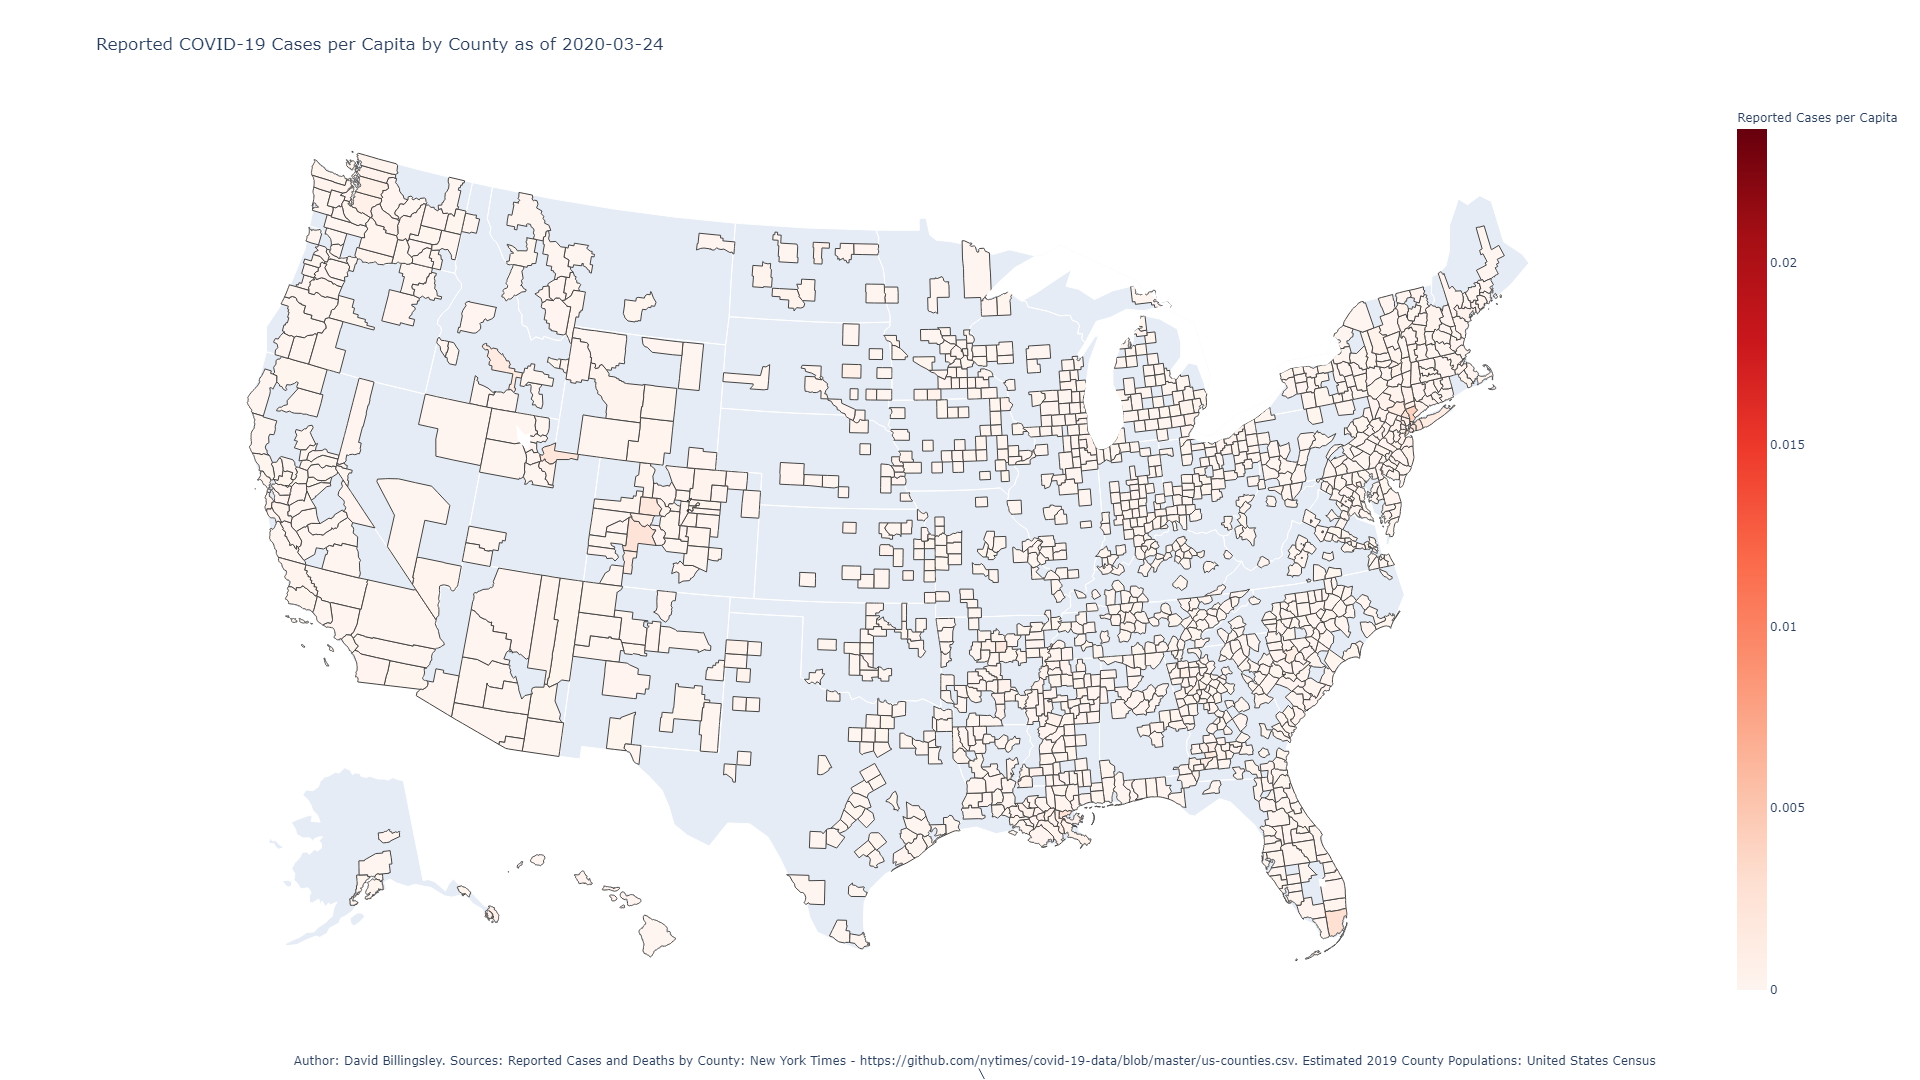 Reported COVID-19 Cases per Capita by County as of 2020-03-24
Reported Cases per Capita
0.02
0.015
0.01
0.005
0
Author: David Billingsley. Sources: Reported Cases and Deaths by County: New York Times - https://github.com/nytimes/covid-19-data/blob/master/us-counties.csv. Estimated 2019 County Populations: United States Census
\